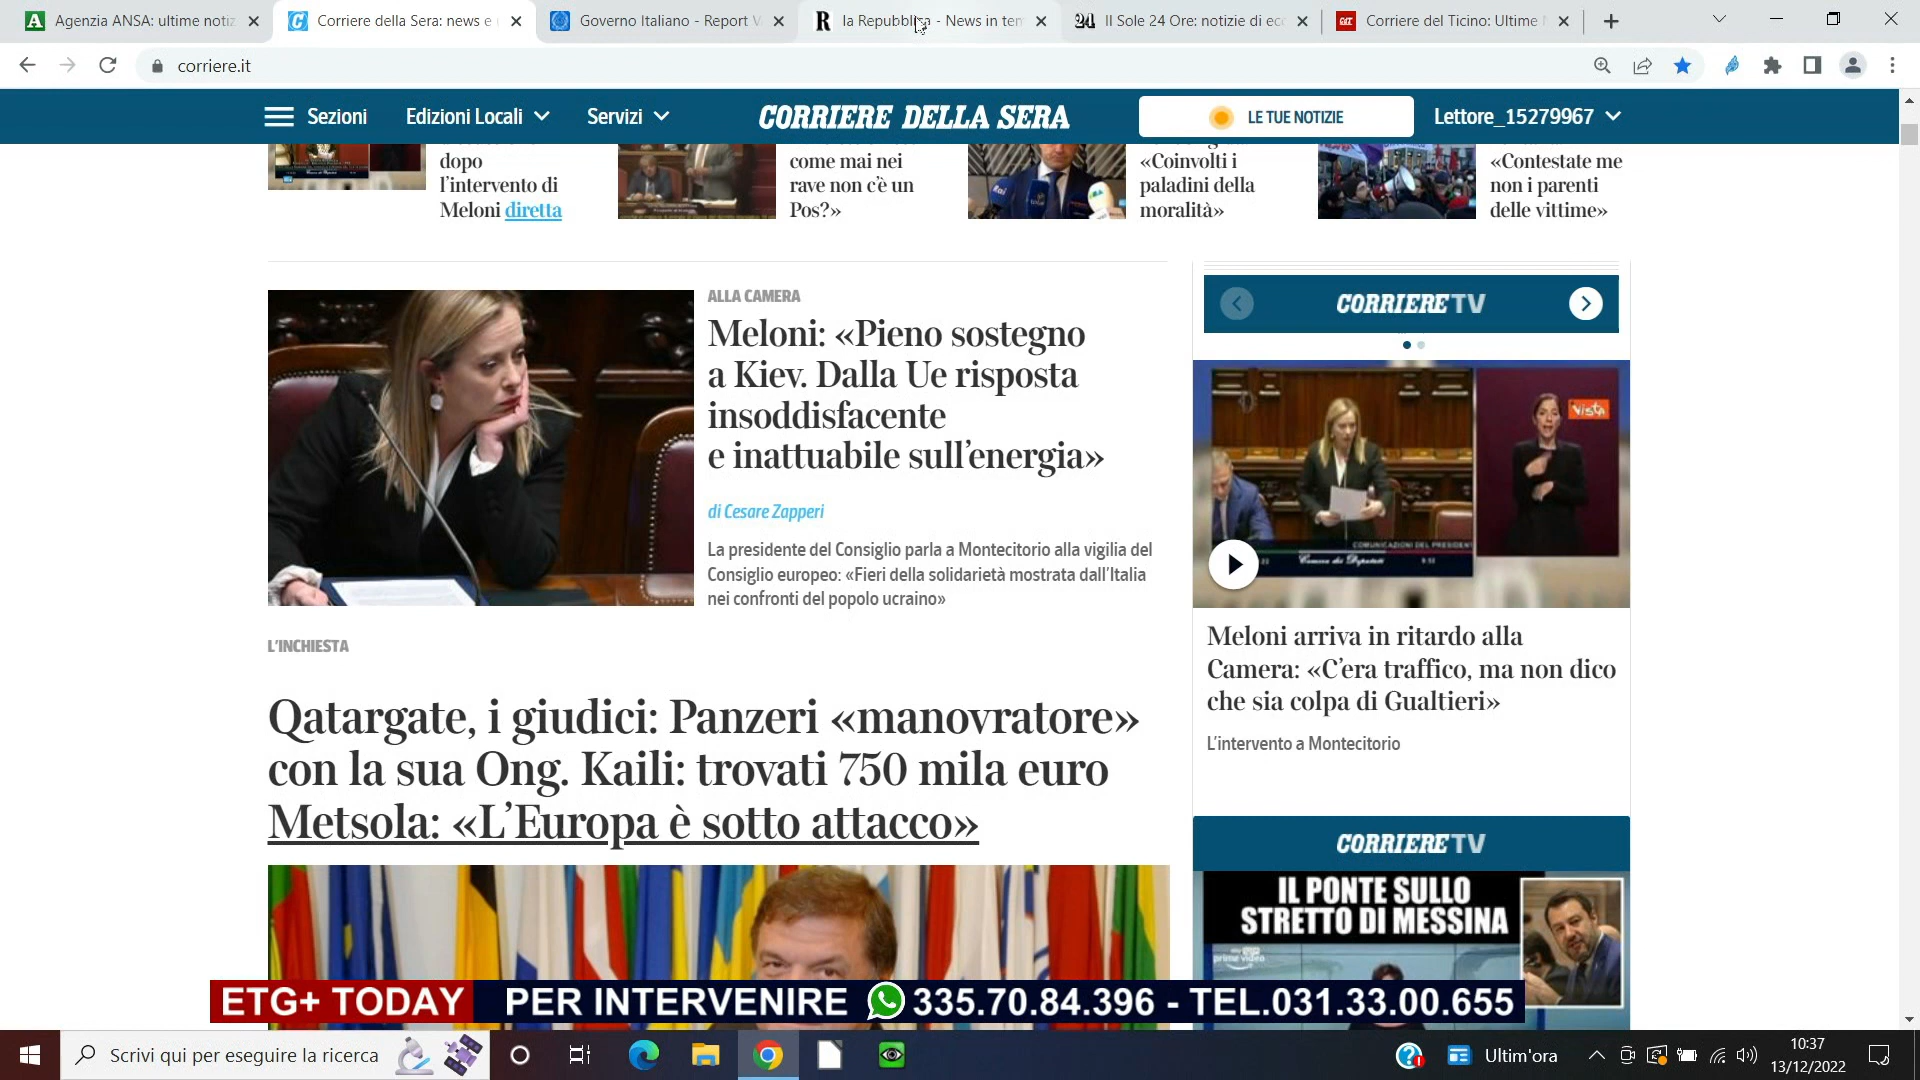 Agenzia ANSA: ultime notiz
Corriere della Sera: news e
Governo Italiano - Report V
la Repubblica - News in tem
Il Sole 24 Ore: notizie di ec
Corriere del Ticino: Ultime
corriere.it
Sezioni
Edizioni Locali
Servizi
CORRIERE DELLA SERA
LE TUE NOTIZIE
Lettore_15279967
dopo
l'intervento di
Meloni diretta
come mai nei
rave non c'è un
Pos?»
«Coinvolti i
paladini della
moralità»
«Contestate me
non i parenti
delle vittime»
ALLA CAMERA
Meloni: «Pieno sostegno
a Kiev. Dalla Ue risposta
insoddisfacente
e inattuabile sull'energia»
di Cesare Zapperi
La presidente del Consiglio parla a Montecitorio alla vigilia del
Consiglio europeo: «Fieri della solidarietà mostrata dall'Italia
nei confronti del popolo ucraino»
L'INCHIESTA
Qatargate, i giudici: Panzeri «manovratore»
con la sua Ong. Kaili: trovati 750 mila euro
Metsola: «L'Europa è sotto attacco»
CORRIERE TV
vista
COMUNICAZIONI DEL PRESIDEN
Camera dei Deputati
Meloni arriva in ritardo alla
Camera: «C'era traffico, ma non dico
che sia colpa di Gualtieri»
L'intervento a Montecitorio
CORRIERE TV
IL PONTE SULLO
STRETTO DI MESSINA
prime video
ETG+ TODAY PER INTERVENIRE 335.70.84.396 - TEL.031.33.00.655
Scrivi qui per eseguire la ricerca
Ultim'ora
10:37
13/12/2022